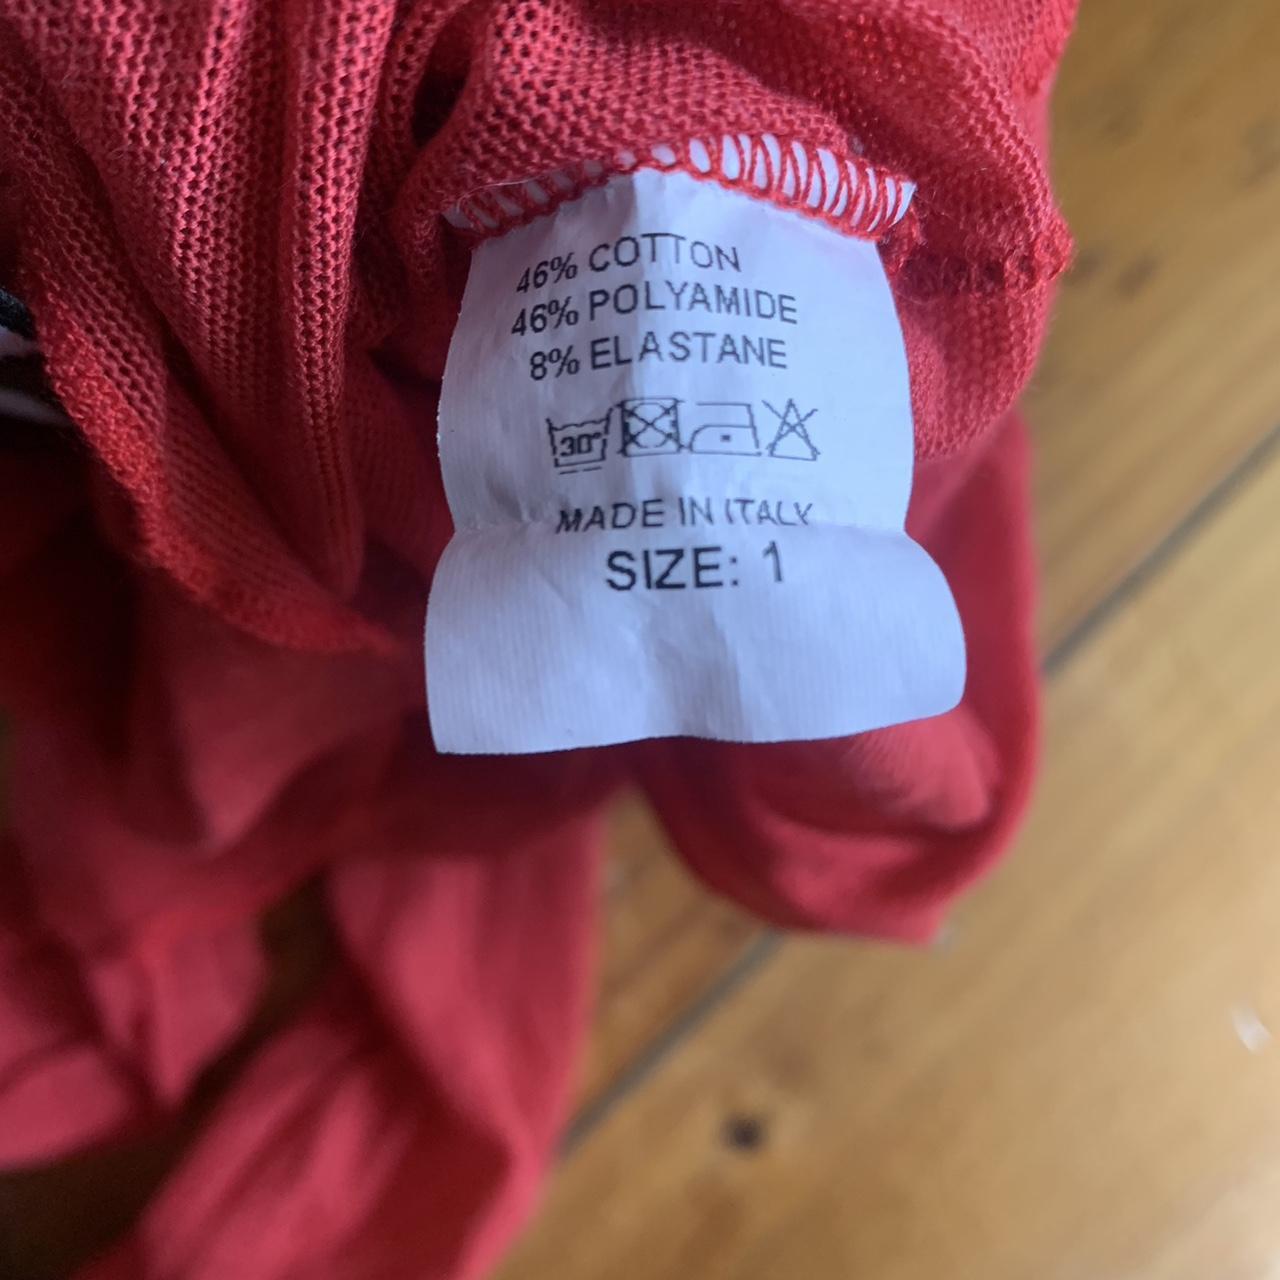 46% COTTON
46% POLYAMIDE
8% ELASTANE
30°
MADE IN ITALY
SIZE: 1